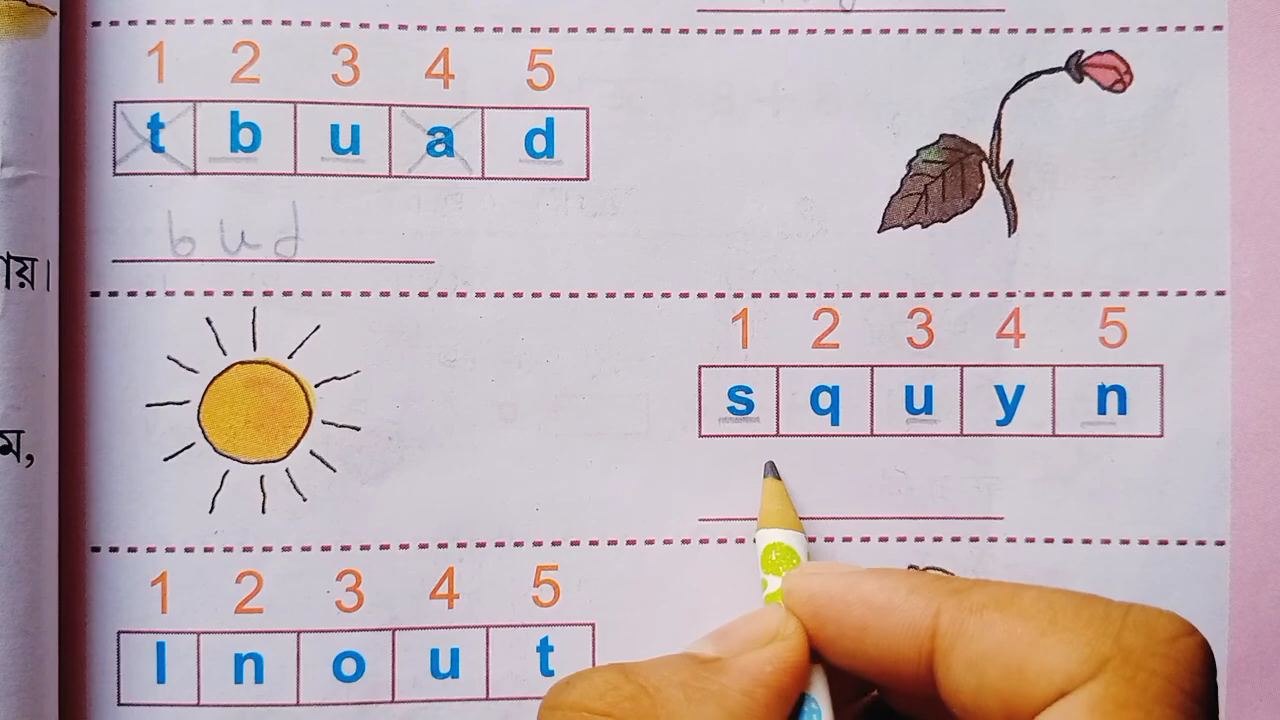 1 2 3 4 5
t b u a d
bud
1 2 3 4 5
s q u y n
1 2 3 4 5
l n o u t